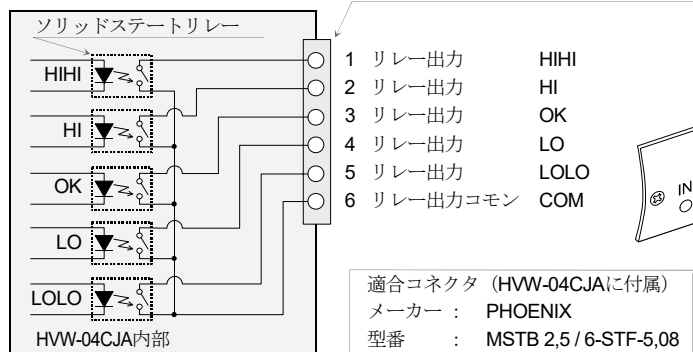 ソリッドステートリレー
HIHI
HI
OK
LO
LOLO
HVW-04CJA内部
1 リレー出力 HIHI
2 リレー出力 HI
3 リレー出力 OK
4 リレー出力 LO
5 リレー出力 LOLO
6 リレー出力コモン COM
IN
適合コネクタ（HVW-04CJAに付属）
メーカー : PHOENIX
型番 : MSTB 2,5 / 6-STF-5,08